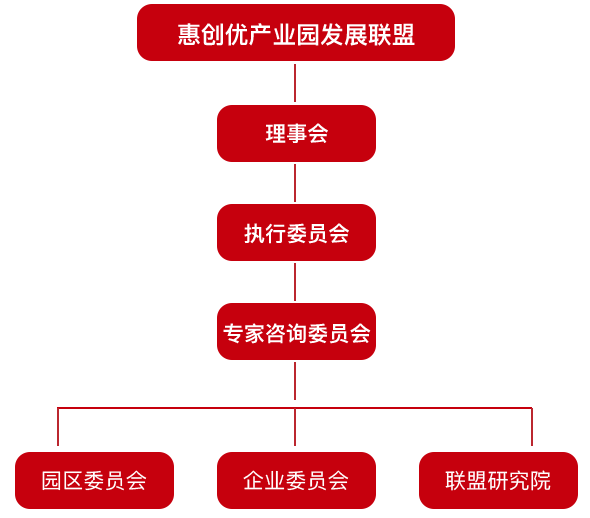 惠创优产业园发展联盟
理事会
执行委员会
专家咨询委员会
园区委员会
企业委员会
联盟研究院